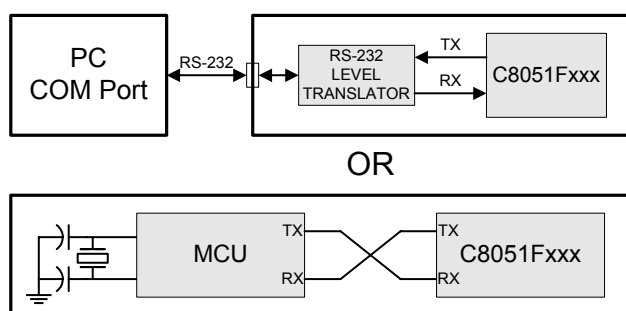 PC
COM Port
RS-232
RS-232
LEVEL
TRANSLATOR
TX
RX
C8051Fxxx
OR
MCU
TX
RX
TX
RX
C8051Fxxx